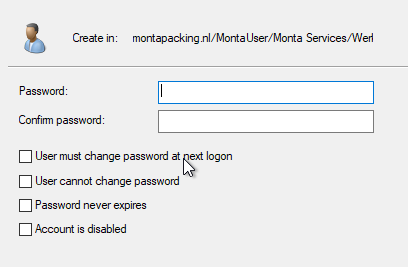 Create in: montapacking.nl/MontaUser/Monta Services/Werl
Password:
Confirm password:
User must change password at next logon
User cannot change password
Password never expires
Account is disabled